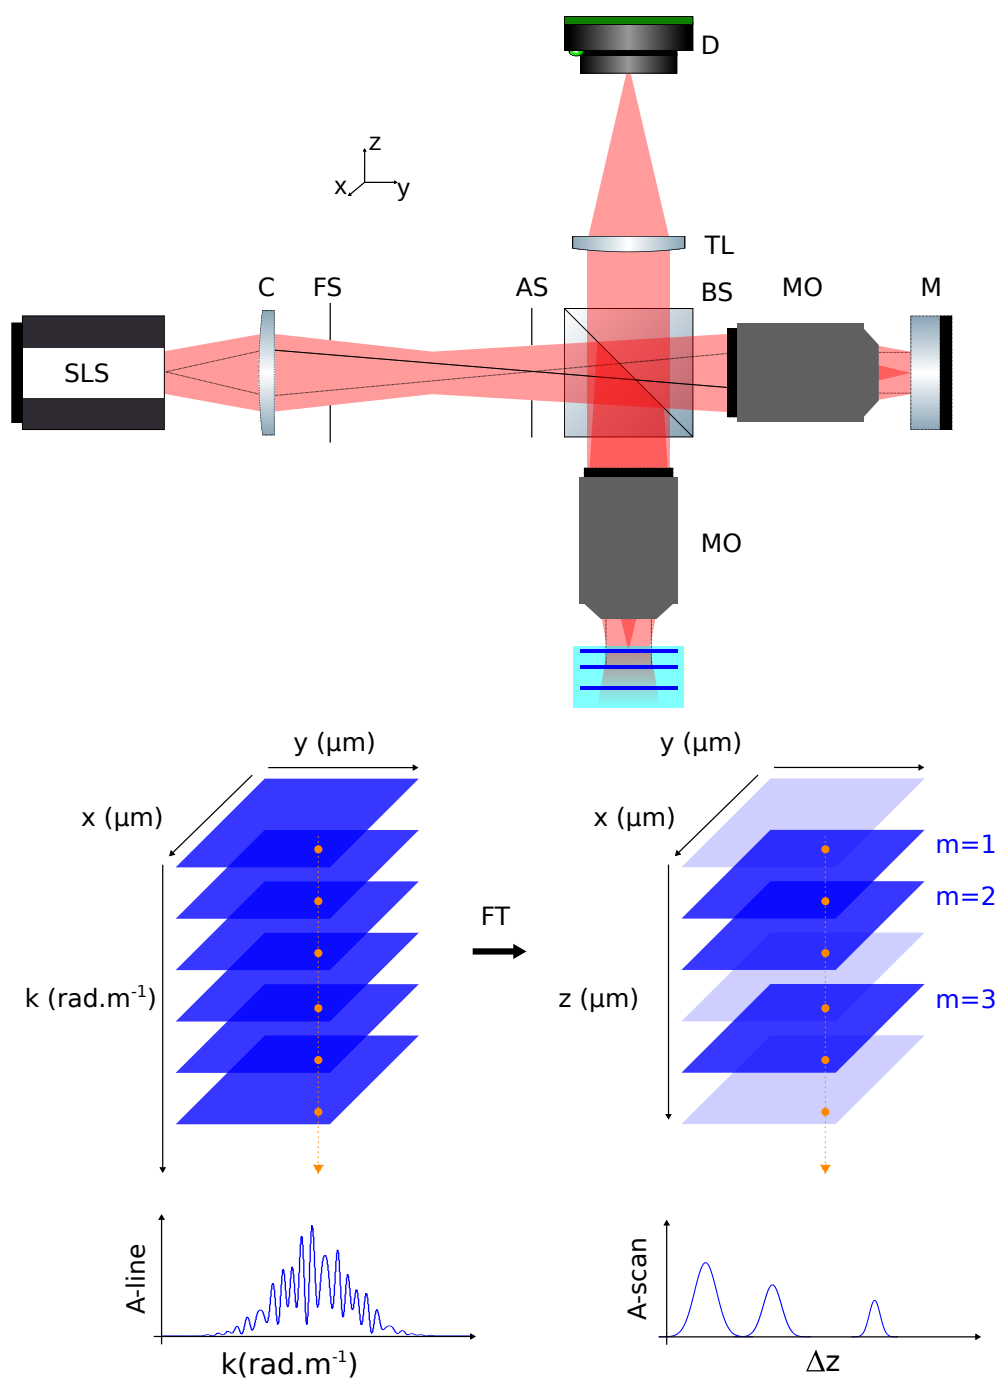 D
z
x
y
TL
C
FS
AS
BS
MO
M
SLS
MO
y (μm)
y (μm)
x (μm)
x (μm)
m=1
m=2
FT
k (rad.m⁻¹)
z (μm)
m=3
A-line
A-scan
k(rad.m⁻¹)
Δz